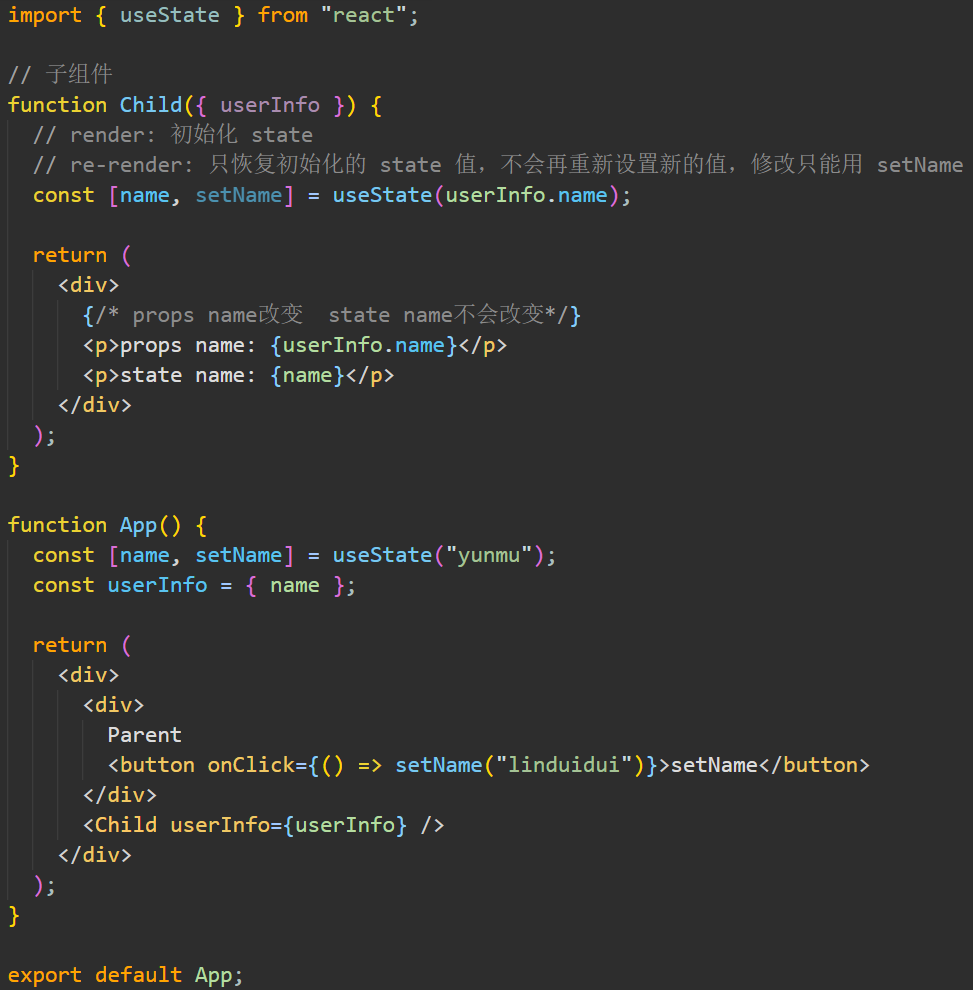 import { useState } from "react";
// 子组件
function Child({ userInfo }) {
// render: 初始化 state
// re-render: 只恢复初始化的 state 值，不会再重新设置新的值，修改只能用 setName
const [name, setName] = useState(userInfo.name);
return (
<div>
{/* props name改变  state name不会改变*/}
<p>props name: {userInfo.name}</p>
<p>state name: {name}</p>
</div>
);
}
function App() {
const [name, setName] = useState("yunmu");
const userInfo = { name };
return (
<div>
<div>
Parent
<button onClick={() => setName("linduidui")}>setName</button>
</div>
<Child userInfo={userInfo} />
</div>
);
}
export default App;